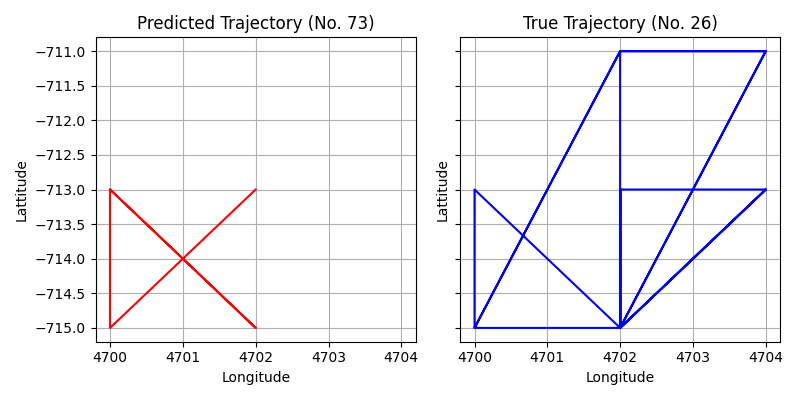 Predicted Trajectory (No. 73)
True Trajectory (No. 26)
Lattitude
−711.0
−711.5
−712.0
−712.5
−713.0
−713.5
−714.0
−714.5
−715.0
4700 4701 4702 4703 4704
Longitude
Lattitude
4700 4701 4702 4703 4704
Longitude